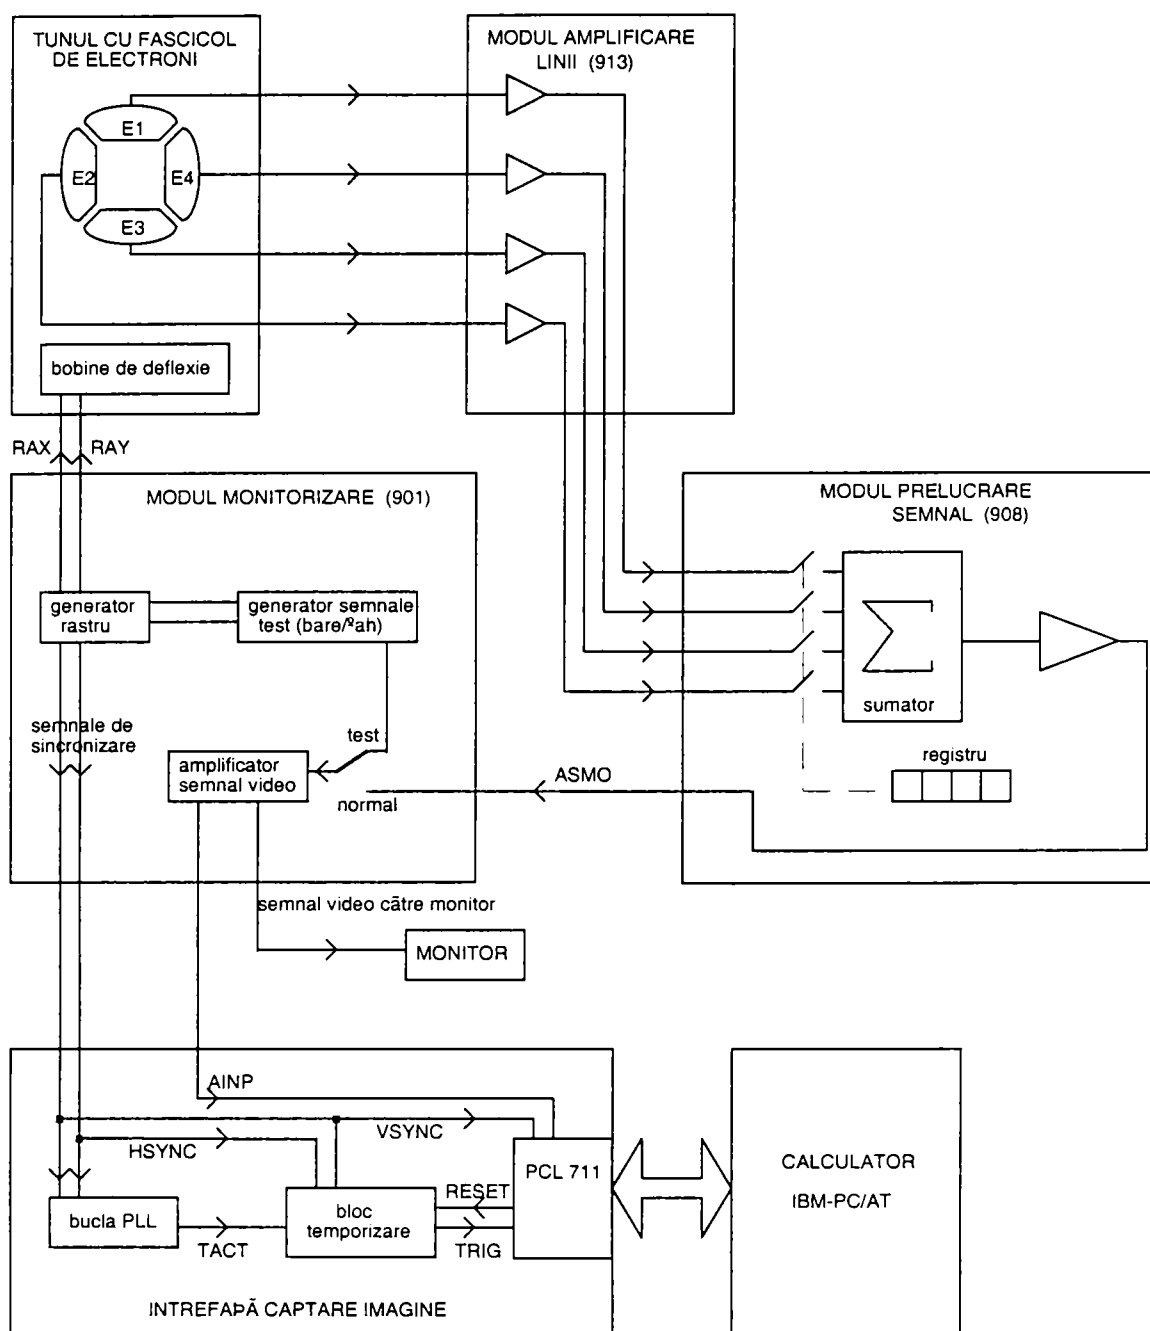 TUNUL CU FASCICOL
DE ELECTRONI
MODUL AMPLIFICARE
LINII (913)
E1
E2
E4
E3
bobine de deflexie
RAX
RAY
MODUL MONITORIZARE (901)
MODUL PRELUCRARE
SEMNAL (908)
generator
rastru
generator semnale
test (bare/ºah)
sumator
semnale de
sincronizare
test
amplificator
semnal video
normal
ASMO
registru
semnal video cãtre monitor
MONITOR
AINP
VSYNC
HSYNC
PCL 711
CALCULATOR
IBM-PC/AT
RESET
bucla PLL
bloc
temporizare
TACT
TRIG
INTREFAÞÃ CAPTARE IMAGINE